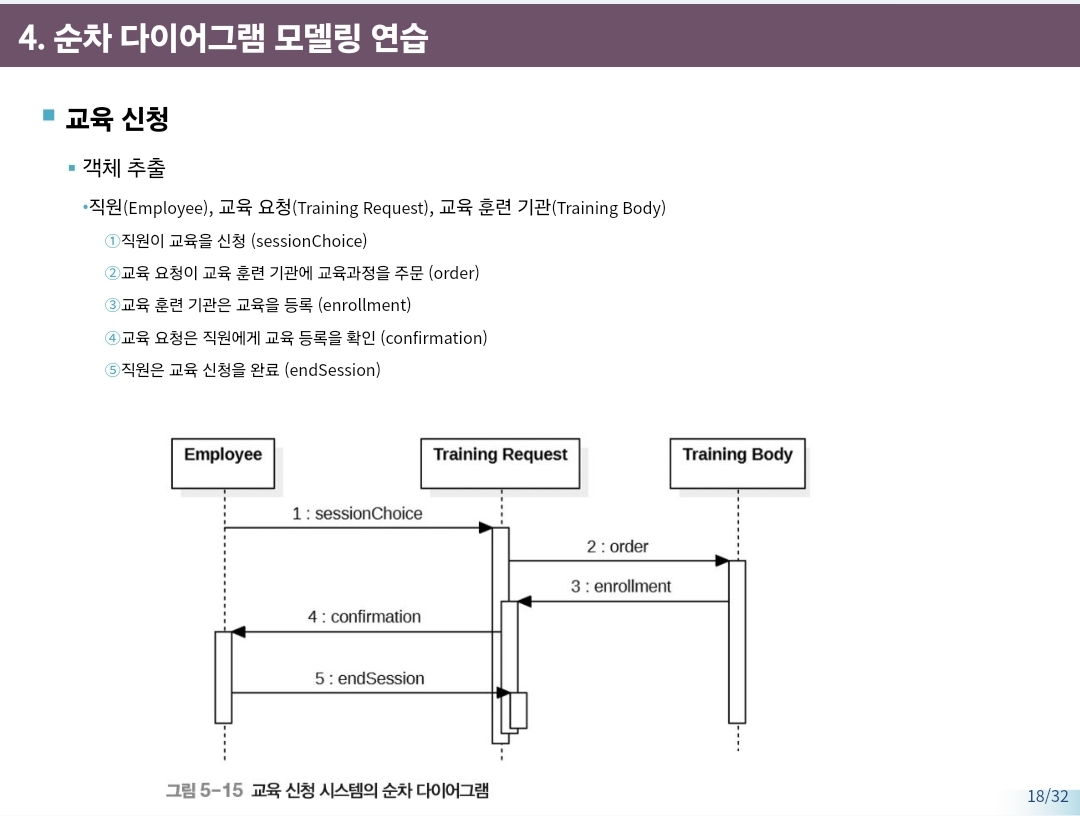 4. 순차 다이어그램 모델링 연습
교육 신청
객체 추출
•직원(Employee), 교육 요청(Training Request), 교육 훈련 기관(Training Body)
①직원이 교육을 신청 (sessionChoice)
②교육 요청이 교육 훈련 기관에 교육과정을 주문 (order)
③교육 훈련 기관은 교육을 등록 (enrollment)
④교육 요청은 직원에게 교육 등록을 확인 (confirmation)
⑤직원은 교육 신청을 완료 (endSession)
Employee
Training Request
Training Body
1 : sessionChoice
2 : order
3 : enrollment
4 : confirmation
5 : endSession
그림 5-15 교육 신청 시스템의 순차 다이어그램
18/32